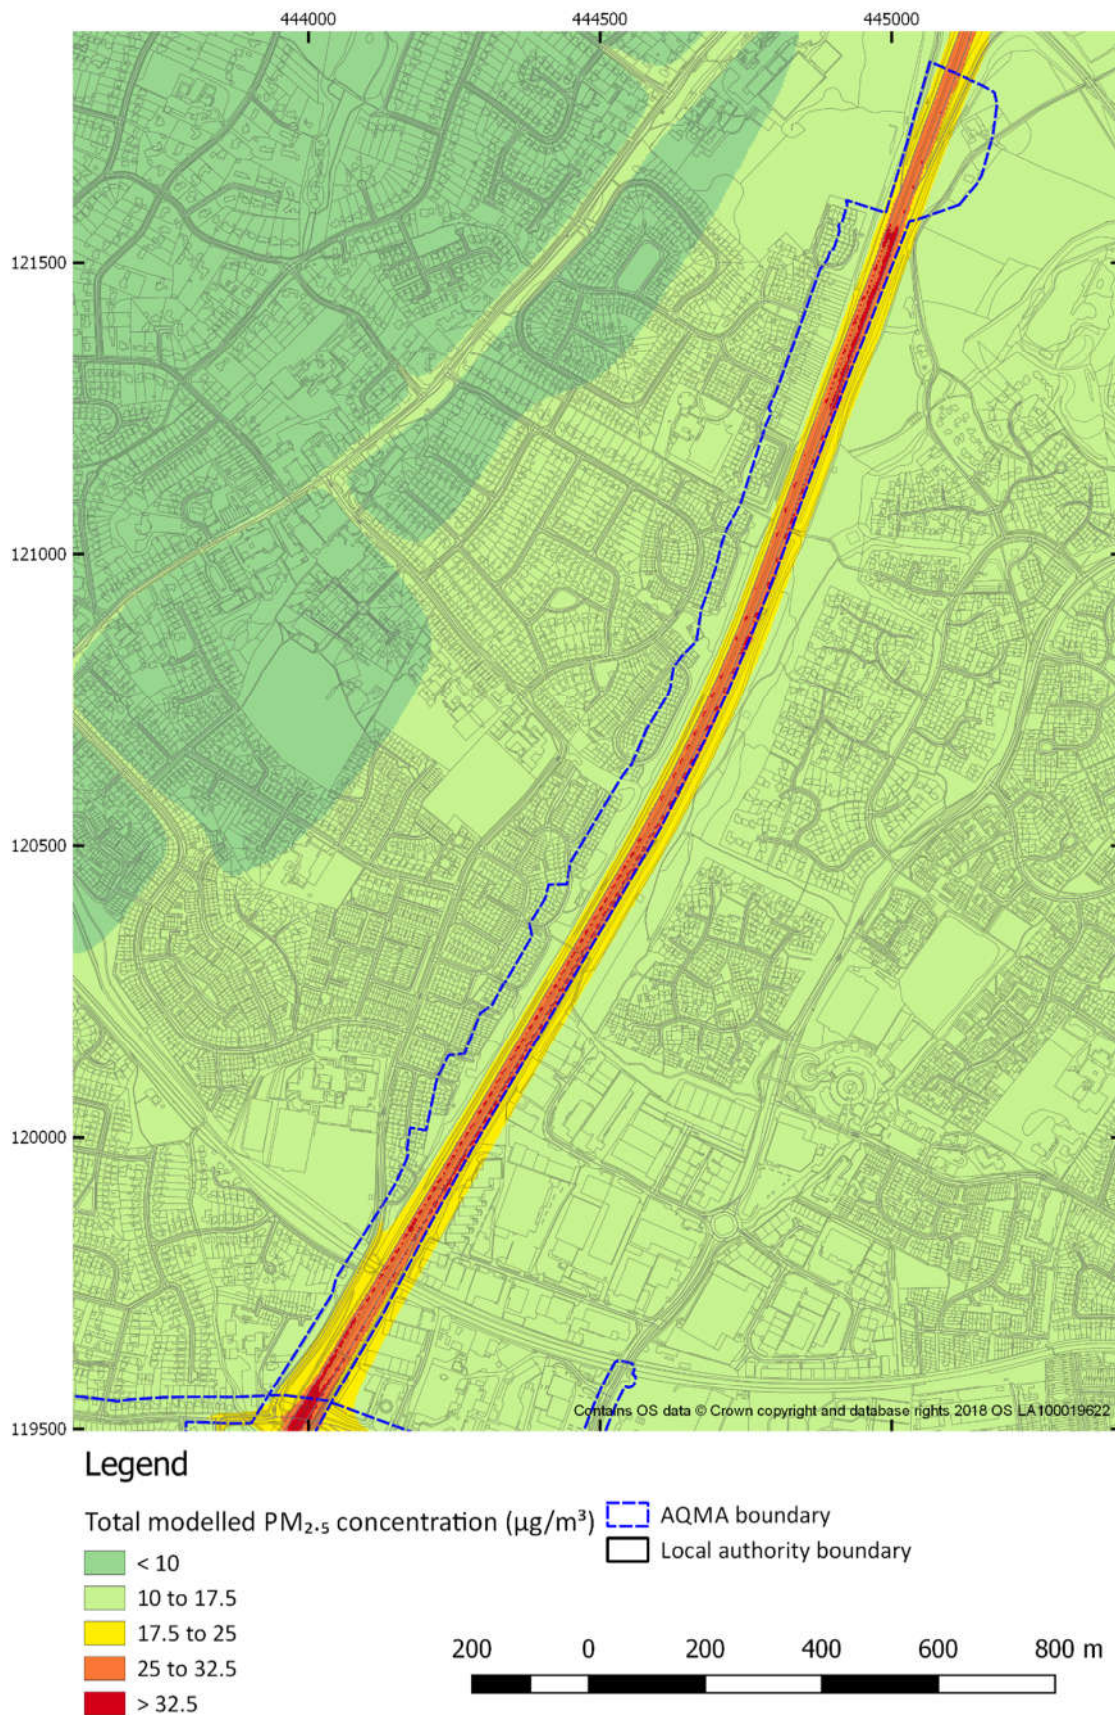 444000 444500 445000
121500
121000
120500
120000
119500
Contains OS data © Crown copyright and database rights 2018 OS LA100019622
Legend
Total modelled PM₂.₅ concentration (µg/m³)
< 10
10 to 17.5
17.5 to 25
25 to 32.5
> 32.5
AQMA boundary
Local authority boundary
200 0 200 400 600 800 m